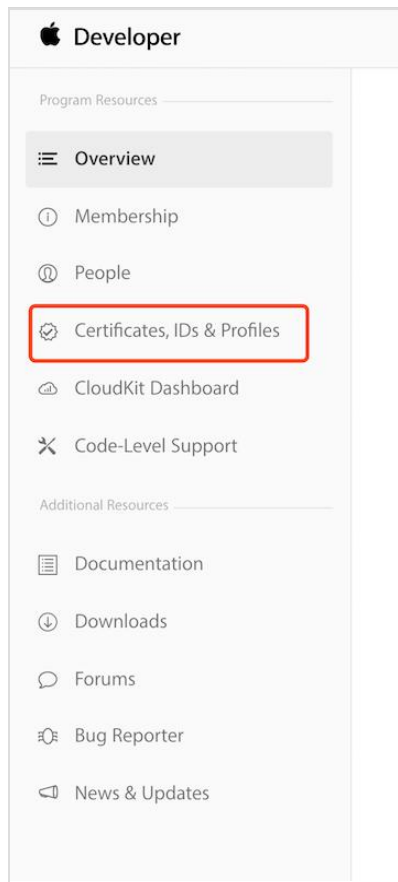 Developer
Program Resources
Overview
Membership
People
Certificates, IDs & Profiles
CloudKit Dashboard
Code-Level Support
Additional Resources
Documentation
Downloads
Forums
Bug Reporter
News & Updates